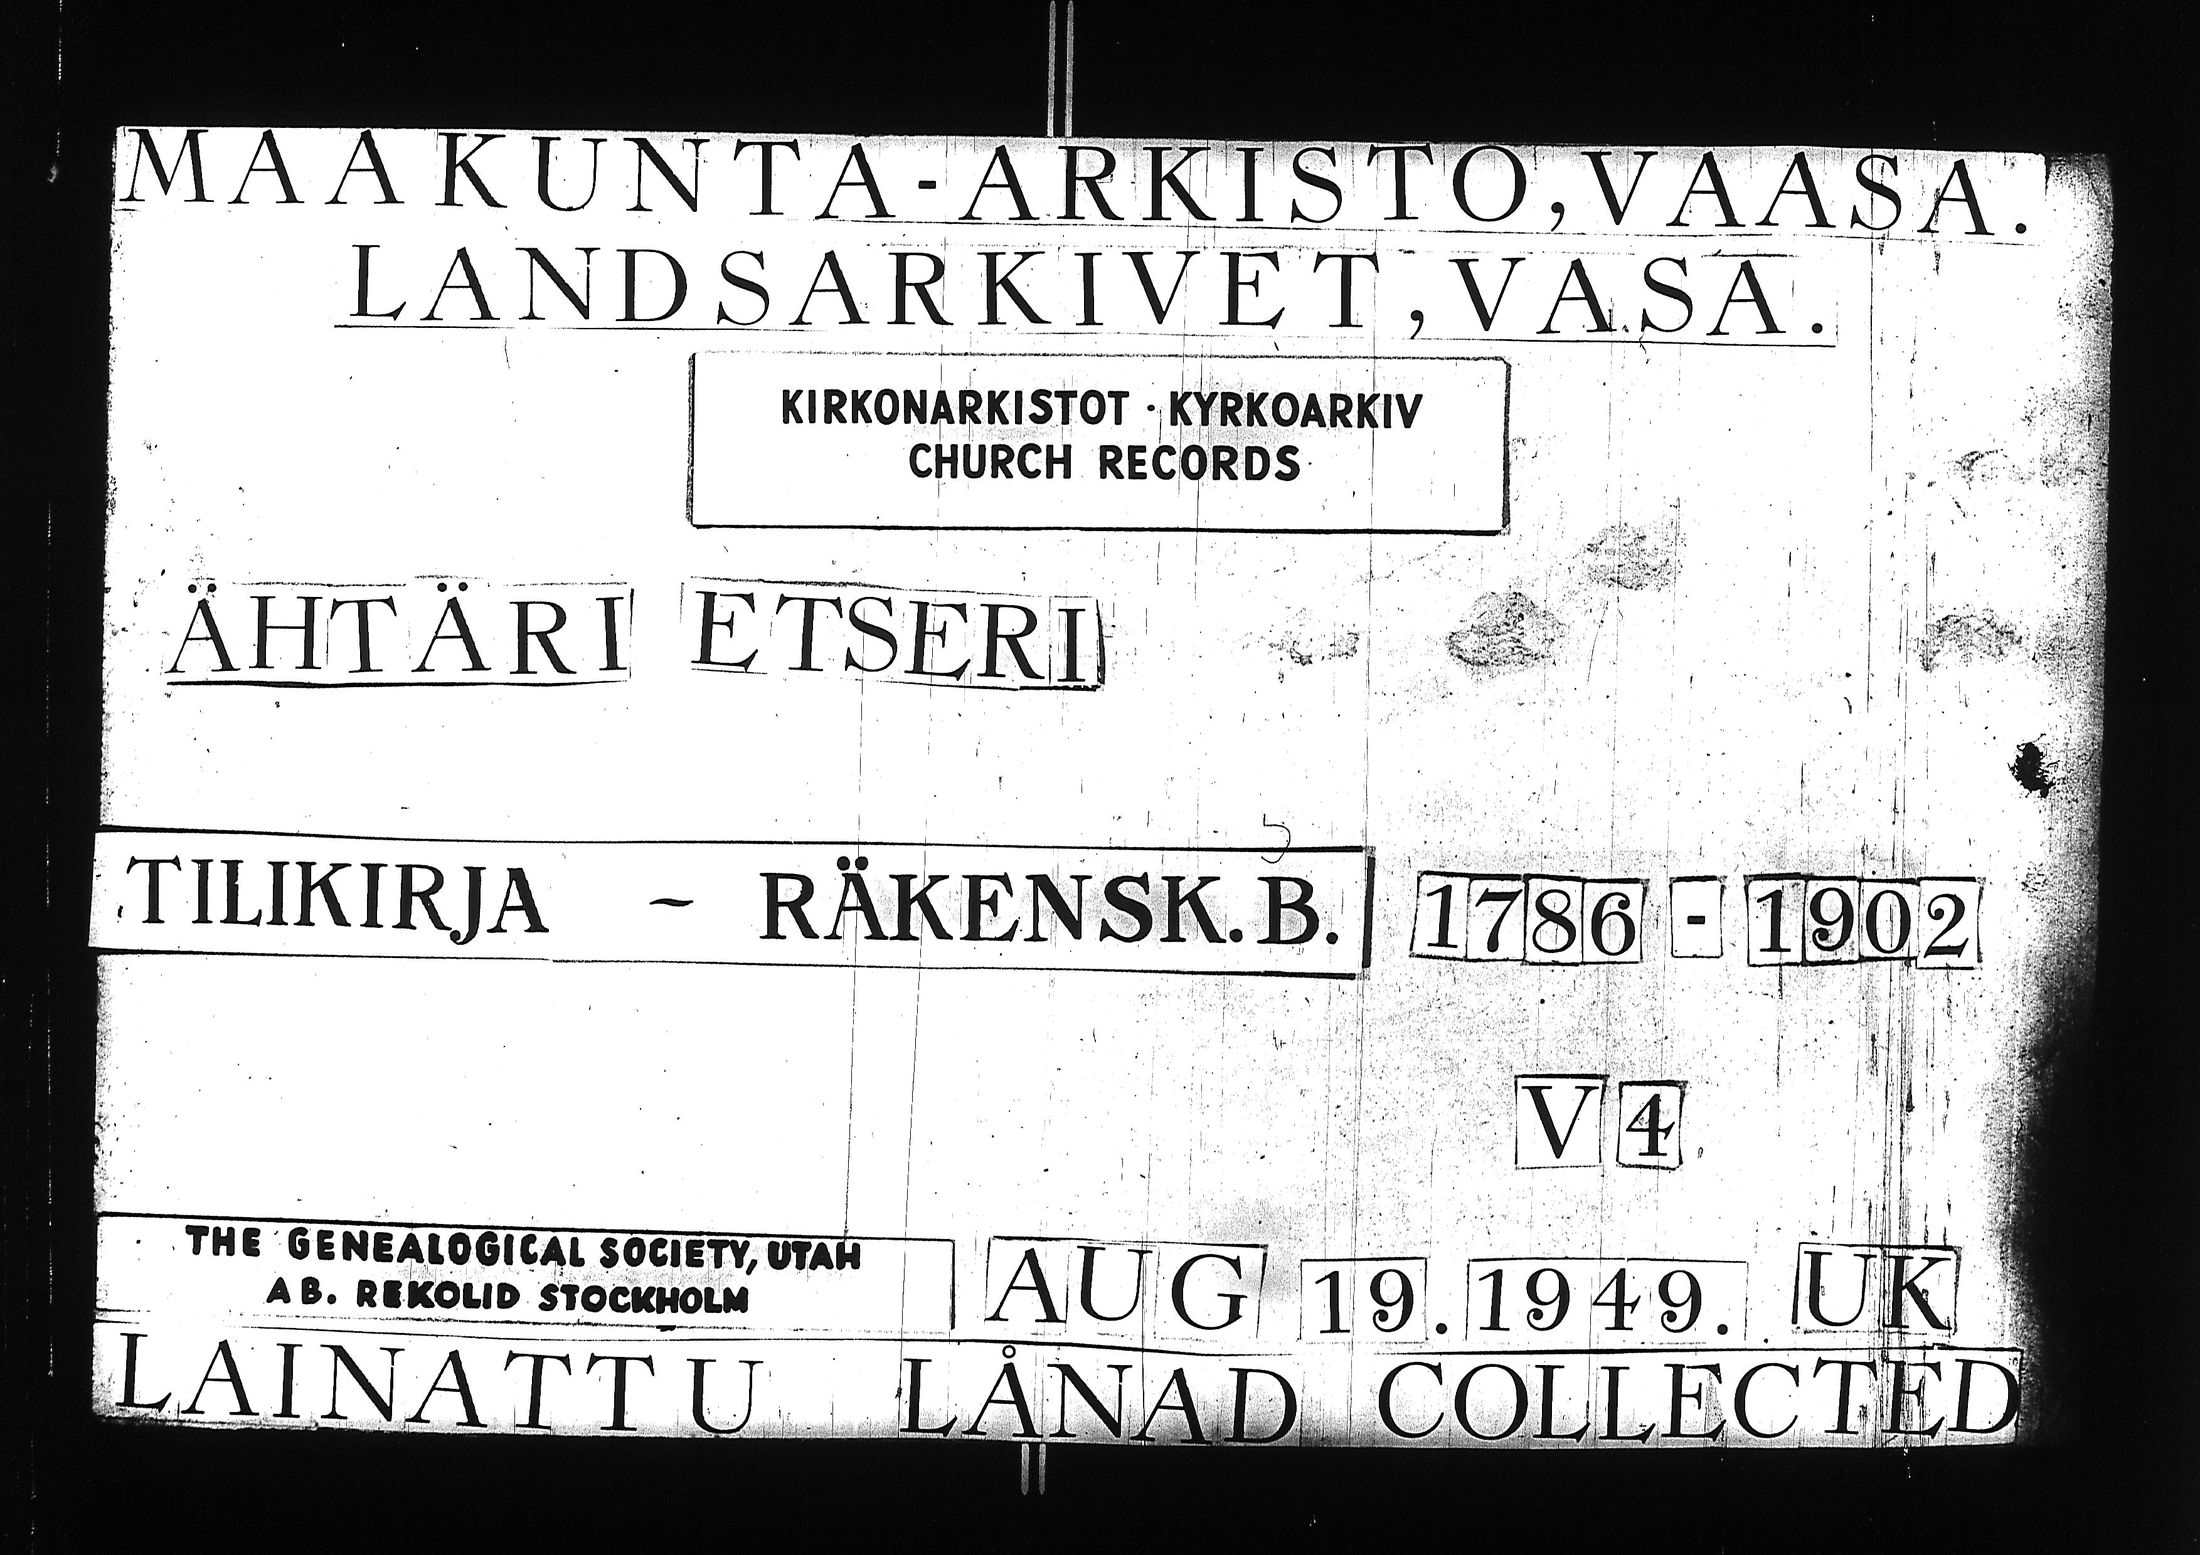 MAAKUNTA-ARKISTO, VAASA.
LANDSARKIVET, VASA.
KIRKONARKISTOT · KYRKOARKIV
CHURCH RECORDS
ÄHTÄRI ETSERI
TILIKIRJA - RÄKENSK.B. 1786 - 1902
V 4
THE GENEALOGICAL SOCIETY, UTAH
AB. REKOLID STOCKHOLM
AUG 19. 1949. UK
LAINATTU LÅNAD COLLECTED